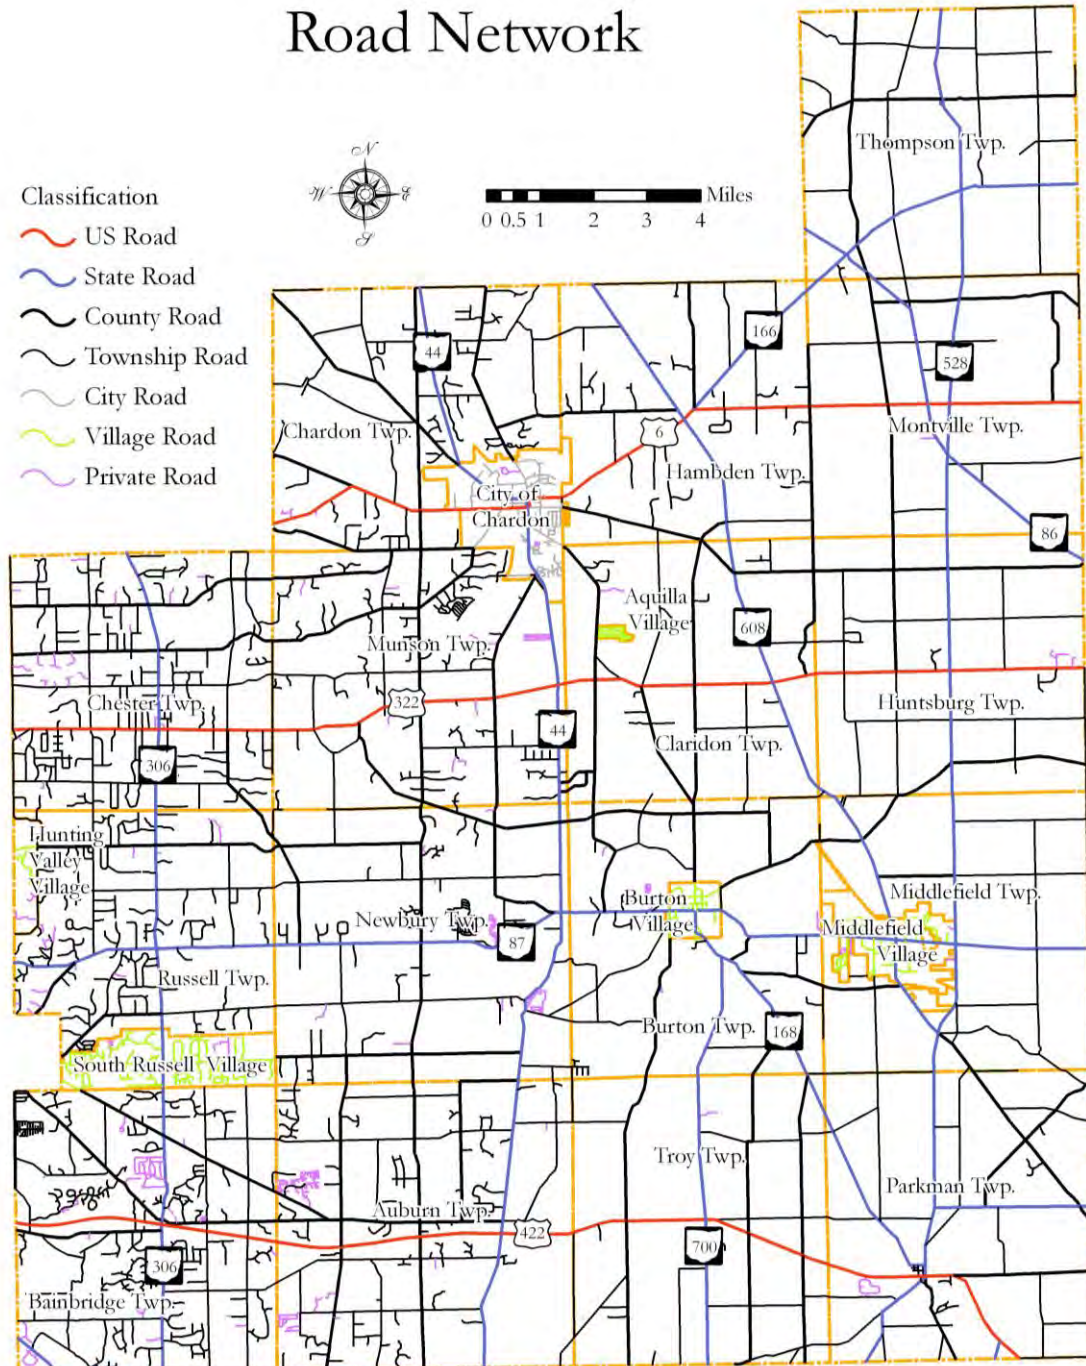 Road Network
Thompson Twp.
N
W E
S
Miles
0 0.5 1 2 3 4
Classification
US Road
State Road
County Road
Township Road
City Road
Village Road
Private Road
166
44
528
6
Chardon Twp.
Montville Twp.
Hambden Twp.
City of
Chardon
86
Aquilla
Village
608
Munson Twp.
322
Chester Twp.
Huntsburg Twp.
44
Claridon Twp.
306
Hunting
Valley
Village
Burton
Village
Middlefield Twp.
Newbury Twp.
87
Middlefield
Village
Russell Twp.
Burton Twp.
168
South Russell Village
Troy Twp.
Parkman Twp.
Auburn Twp.
422
700
306
Bainbridge Twp.